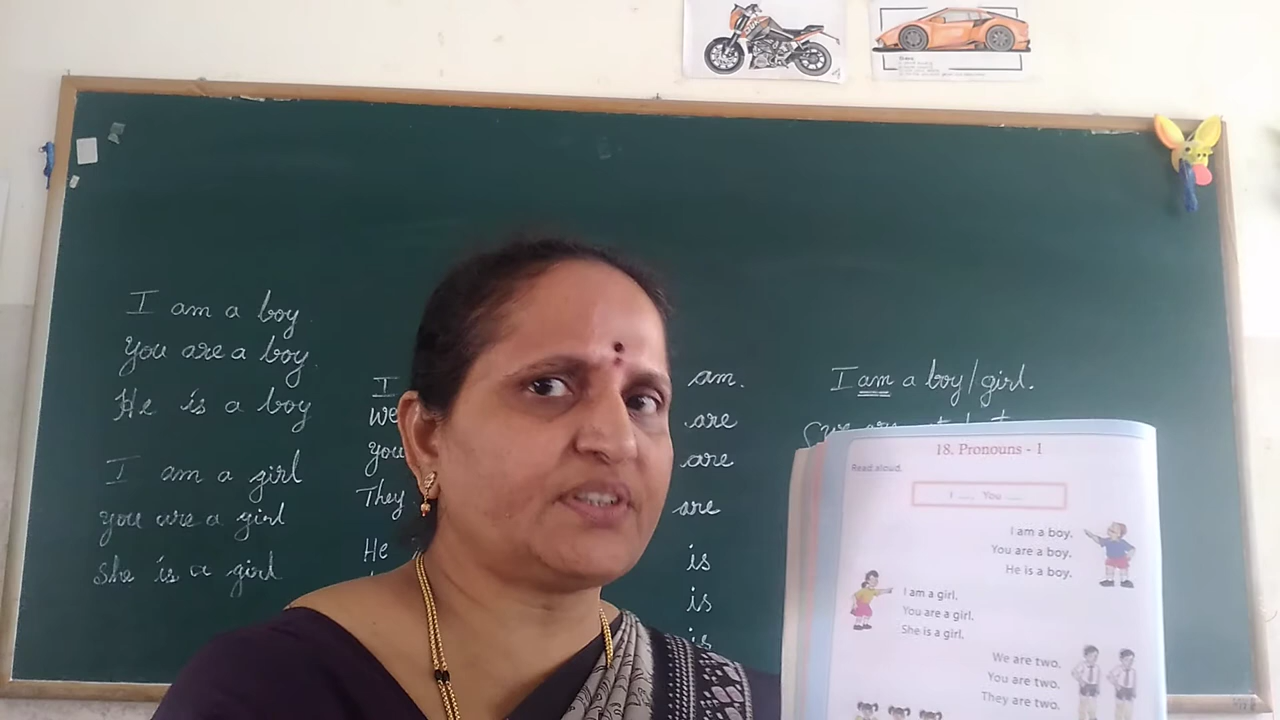 I am a boy.
You are a boy.
He is a boy
I am a girl
you are a girl
She is a girl
I am.
We are
you are
They are
He is
is
is
I am a boy/girl.
18. Pronouns - 1
Read aloud.
I ___ You ___
I am a boy.
You are a boy.
He is a boy.
I am a girl.
You are a girl.
She is a girl.
We are two.
You are two.
They are two.